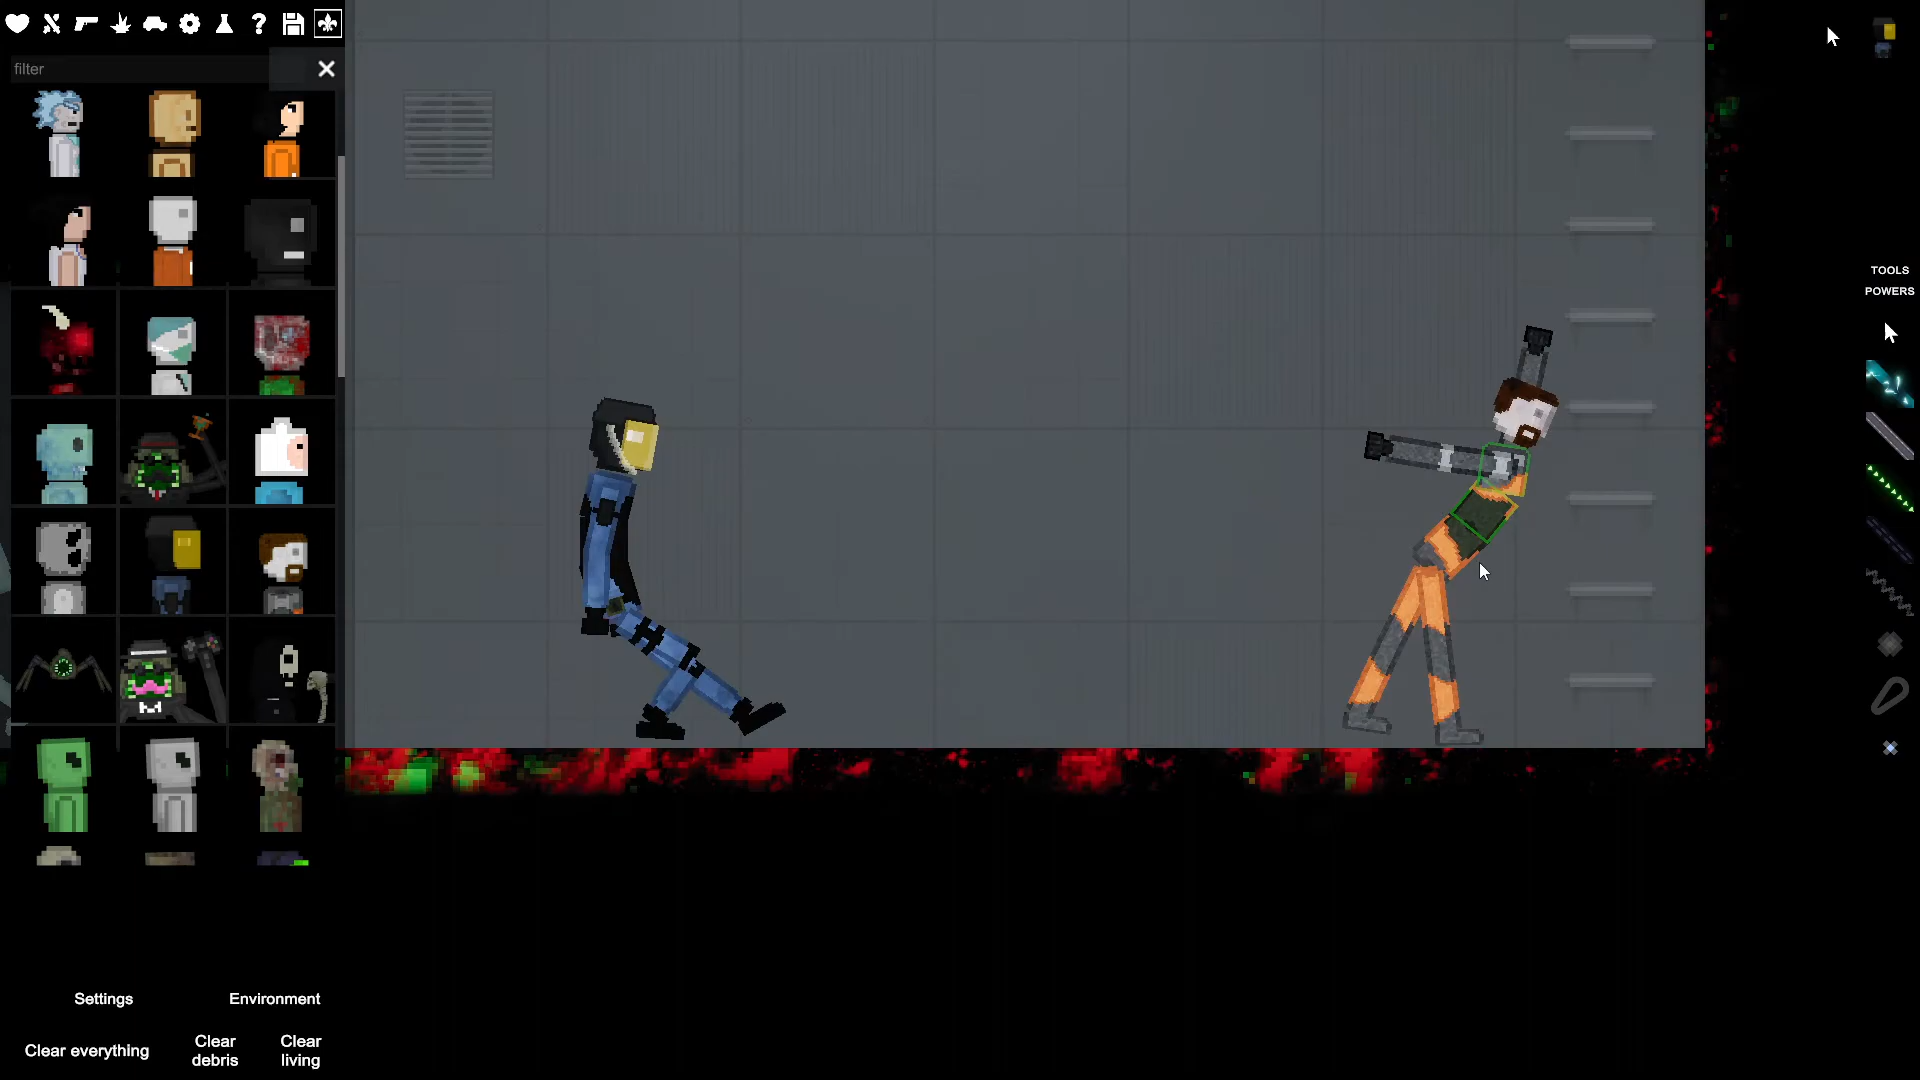 filter
TOOLS
POWERS
Settings
Environment
Clear everything
Clear
debris
Clear
living